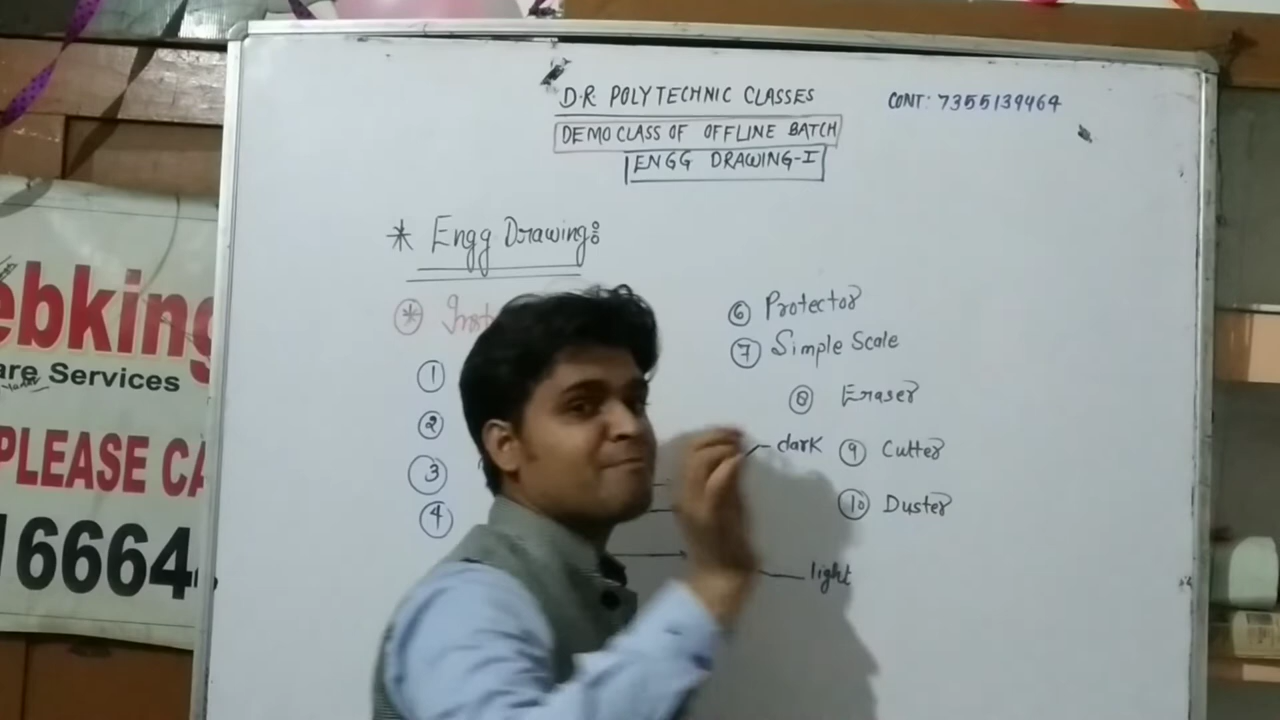 D.R. POLYTECHNIC CLASSES
CONT: 7355139464
DEMO CLASS OF OFFLINE BATCH
ENGG DRAWING-I
* Engg Drawing:
*
6 Protector
7 Simple Scale
1
8 Eraser
2
dark
9 Cutter
3
10 Duster
4
light
ebking
are Services
PLEASE CA
16664